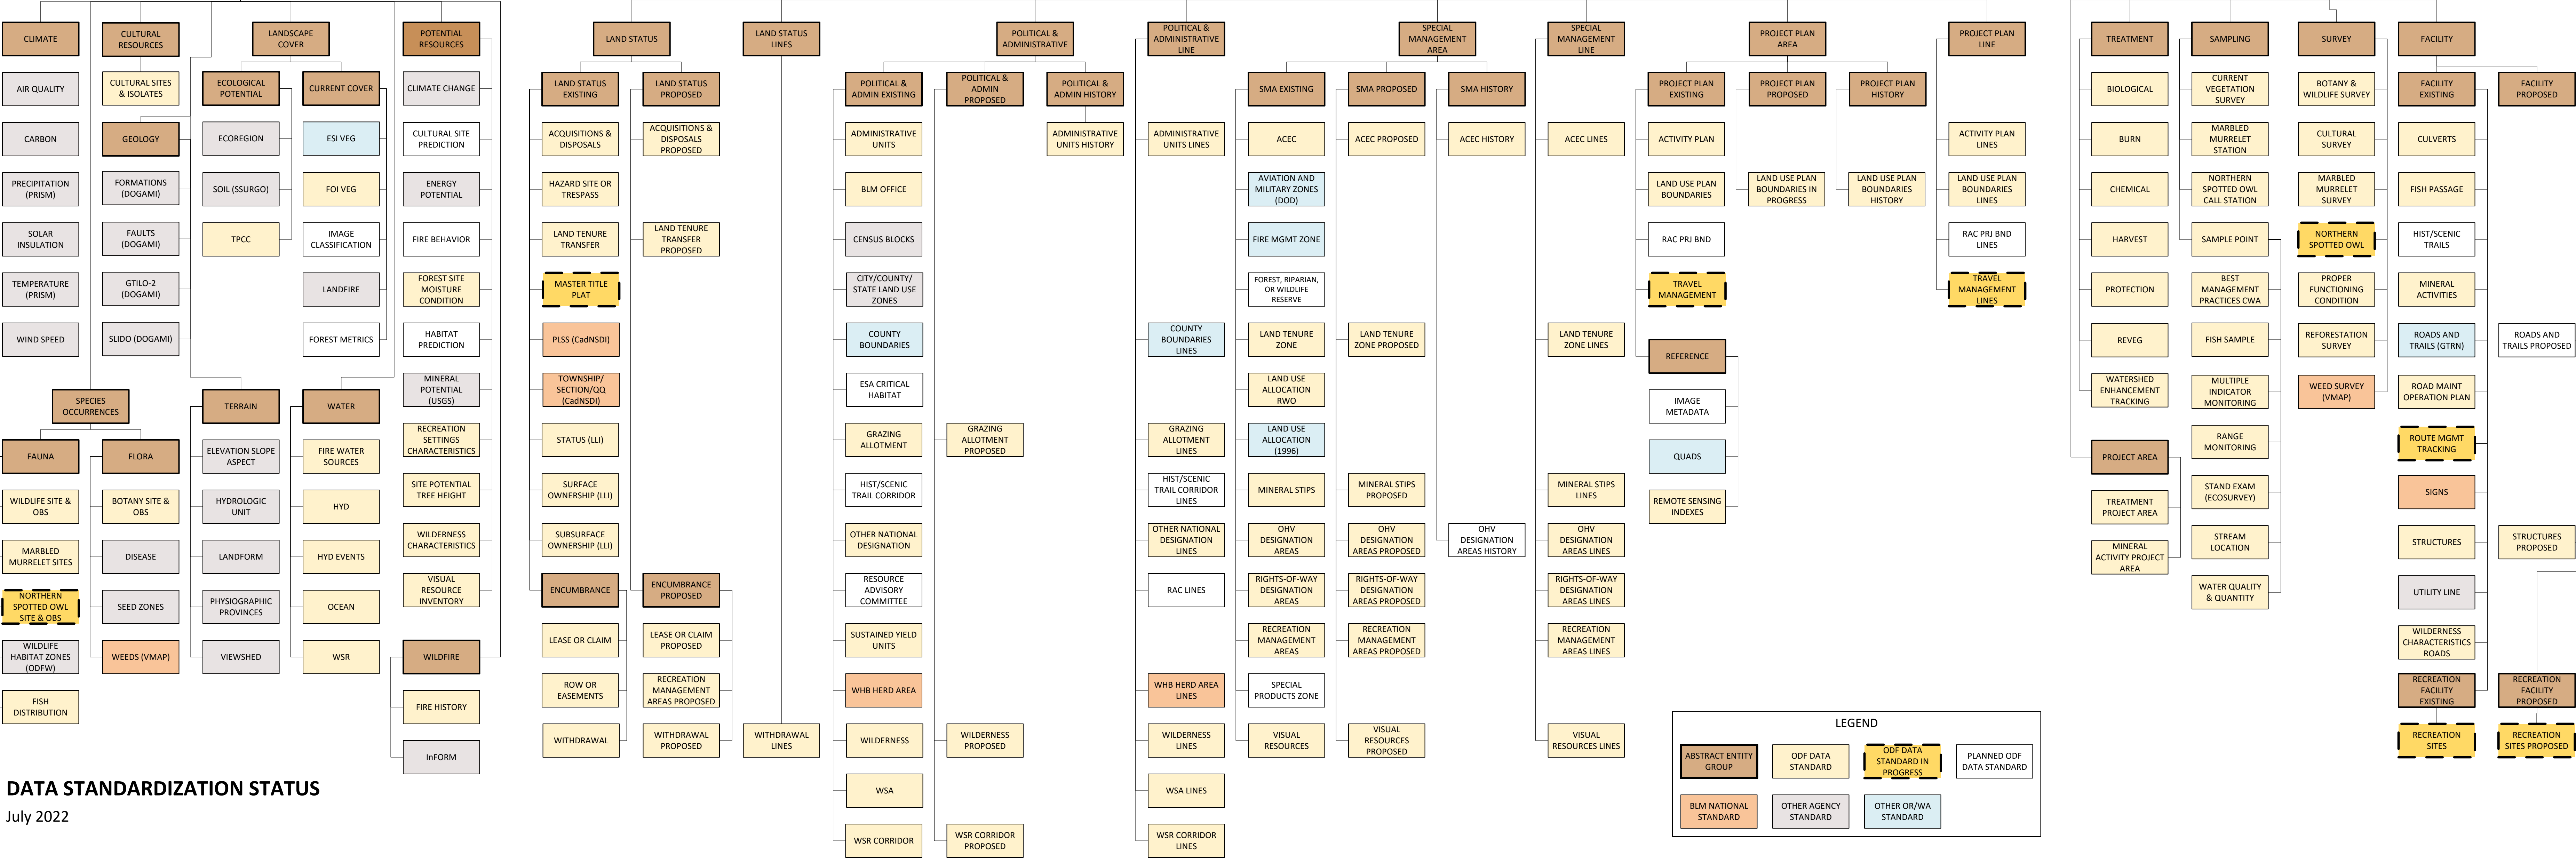 CLIMATE
AIR QUALITY
CARBON
PRECIPITATION
(PRISM)
SOLAR
INSULATION
TEMPERATURE
(PRISM)
WIND SPEED
CULTURAL
RESOURCES
CULTURAL SITES
& ISOLATES
GEOLOGY
FORMATIONS
(DOGAMI)
FAULTS
(DOGAMI)
GTILO-2
(DOGAMI)
SLIDO (DOGAMI)
LANDSCAPE
COVER
ECOLOGICAL
POTENTIAL
ECOREGION
SOIL (SSURGO)
TPCC
CURRENT COVER
ESI VEG
FOI VEG
IMAGE
CLASSIFICATION
LANDFIRE
FOREST METRICS
POTENTIAL
RESOURCES
CLIMATE CHANGE
CULTURAL SITE
PREDICTION
ENERGY
POTENTIAL
FIRE BEHAVIOR
FOREST SITE
MOISTURE
CONDITION
HABITAT
PREDICTION
MINERAL
POTENTIAL
(USGS)
RECREATION
SETTINGS
CHARACTERISTICS
SITE POTENTIAL
TREE HEIGHT
WILDERNESS
CHARACTERISTICS
VISUAL
RESOURCE
INVENTORY
WILDFIRE
FIRE HISTORY
InFORM
SPECIES
OCCURRENCES
FAUNA
WILDLIFE SITE &
OBS
MARBLED
MURRELET SITES
NORTHERN
SPOTTED OWL
SITE & OBS
WILDLIFE
HABITAT ZONES
(ODFW)
FISH
DISTRIBUTION
FLORA
BOTANY SITE &
OBS
DISEASE
SEED ZONES
WEEDS (VMAP)
TERRAIN
ELEVATION SLOPE
ASPECT
HYDROLOGIC
UNIT
LANDFORM
PHYSIOGRAPHIC
PROVINCES
VIEWSHED
WATER
FIRE WATER
SOURCES
HYD
HYD EVENTS
OCEAN
WSR
DATA STANDARDIZATION STATUS
July 2022
LAND STATUS
LAND STATUS
EXISTING
ACQUISITIONS &
DISPOSALS
HAZARD SITE OR
TRESPASS
LAND TENURE
TRANSFER
MASTER TITLE
PLAT
PLSS (CadNSDI)
TOWNSHIP/
SECTION/QQ
(CadNSDI)
STATUS (LLI)
SURFACE
OWNERSHIP (LLI)
SUBSURFACE
OWNERSHIP (LLI)
ENCUMBRANCE
LEASE OR CLAIM
ROW OR
EASEMENTS
WITHDRAWAL
LAND STATUS
PROPOSED
ACQUISITIONS &
DISPOSALS
PROPOSED
LAND TENURE
TRANSFER
PROPOSED
ENCUMBRANCE
PROPOSED
LEASE OR CLAIM
PROPOSED
RECREATION
MANAGEMENT
AREAS PROPOSED
WITHDRAWAL
PROPOSED
LAND STATUS
LINES
WITHDRAWAL
LINES
POLITICAL &
ADMINISTRATIVE
POLITICAL &
ADMIN EXISTING
ADMINISTRATIVE
UNITS
BLM OFFICE
CENSUS BLOCKS
CITY/COUNTY/
STATE LAND USE
ZONES
COUNTY
BOUNDARIES
ESA CRITICAL
HABITAT
GRAZING
ALLOTMENT
HIST/SCENIC
TRAIL CORRIDOR
OTHER NATIONAL
DESIGNATION
RESOURCE
ADVISORY
COMMITTEE
SUSTAINED YIELD
UNITS
WHB HERD AREA
WILDERNESS
WSA
WSR CORRIDOR
POLITICAL &
ADMIN
PROPOSED
GRAZING
ALLOTMENT
PROPOSED
WILDERNESS
PROPOSED
WSR CORRIDOR
PROPOSED
POLITICAL &
ADMIN HISTORY
ADMINISTRATIVE
UNITS HISTORY
POLITICAL &
ADMINISTRATIVE
LINE
ADMINISTRATIVE
UNITS LINES
COUNTY
BOUNDARIES
LINES
GRAZING
ALLOTMENT
LINES
HIST/SCENIC
TRAIL CORRIDOR
LINES
OTHER NATIONAL
DESIGNATION
LINES
RAC LINES
WHB HERD AREA
LINES
WILDERNESS
LINES
WSA LINES
WSR CORRIDOR
LINES
SPECIAL
MANAGEMENT
AREA
SMA EXISTING
ACEC
AVIATION AND
MILITARY ZONES
(DOD)
FIRE MGMT ZONE
FOREST, RIPARIAN,
OR WILDLIFE
RESERVE
LAND TENURE
ZONE
LAND USE
ALLOCATION
RWO
LAND USE
ALLOCATION
(1996)
MINERAL STIPS
OHV
DESIGNATION
AREAS
RIGHTS-OF-WAY
DESIGNATION
AREAS
RECREATION
MANAGEMENT
AREAS
SPECIAL
PRODUCTS ZONE
VISUAL
RESOURCES
SMA PROPOSED
ACEC PROPOSED
LAND TENURE
ZONE PROPOSED
MINERAL STIPS
PROPOSED
OHV
DESIGNATION
AREAS PROPOSED
RIGHTS-OF-WAY
DESIGNATION
AREAS PROPOSED
RECREATION
MANAGEMENT
AREAS PROPOSED
VISUAL
RESOURCES
PROPOSED
SMA HISTORY
ACEC HISTORY
OHV
DESIGNATION
AREAS HISTORY
SPECIAL
MANAGEMENT
LINE
ACEC LINES
LAND TENURE
ZONE LINES
MINERAL STIPS
LINES
OHV
DESIGNATION
AREAS LINES
RIGHTS-OF-WAY
DESIGNATION
AREAS LINES
RECREATION
MANAGEMENT
AREAS LINES
VISUAL
RESOURCES LINES
PROJECT PLAN
AREA
PROJECT PLAN
EXISTING
ACTIVITY PLAN
LAND USE PLAN
BOUNDARIES
RAC PRJ BND
TRAVEL
MANAGEMENT
REFERENCE
IMAGE
METADATA
QUADS
REMOTE SENSING
INDEXES
PROJECT PLAN
PROPOSED
LAND USE PLAN
BOUNDARIES IN
PROGRESS
PROJECT PLAN
HISTORY
LAND USE PLAN
BOUNDARIES
HISTORY
PROJECT PLAN
LINE
ACTIVITY PLAN
LINES
LAND USE PLAN
BOUNDARIES
LINES
RAC PRJ BND
LINES
TRAVEL
MANAGEMENT
LINES
LEGEND
ABSTRACT ENTITY
GROUP
ODF DATA
STANDARD
ODF DATA
STANDARD IN
PROGRESS
PLANNED ODF
DATA STANDARD
BLM NATIONAL
STANDARD
OTHER AGENCY
STANDARD
OTHER OR/WA
STANDARD
TREATMENT
BIOLOGICAL
BURN
CHEMICAL
HARVEST
PROTECTION
REVEG
WATERSHED
ENHANCEMENT
TRACKING
PROJECT AREA
TREATMENT
PROJECT AREA
MINERAL
ACTIVITY PROJECT
AREA
SAMPLING
CURRENT
VEGETATION
SURVEY
MARBLED
MURRELET
STATION
NORTHERN
SPOTTED OWL
CALL STATION
SAMPLE POINT
BEST
MANAGEMENT
PRACTICES CWA
FISH SAMPLE
MULTIPLE
INDICATOR
MONITORING
RANGE
MONITORING
STAND EXAM
(ECOSURVEY)
STREAM
LOCATION
WATER QUALITY
& QUANTITY
SURVEY
BOTANY &
WILDLIFE SURVEY
CULTURAL
SURVEY
MARBLED
MURRELET
SURVEY
NORTHERN
SPOTTED OWL
PROPER
FUNCTIONING
CONDITION
REFORESTATION
SURVEY
WEED SURVEY
(VMAP)
FACILITY
FACILITY
EXISTING
CULVERTS
FISH PASSAGE
HIST/SCENIC
TRAILS
MINERAL
ACTIVITIES
ROADS AND
TRAILS (GTRN)
ROAD MAINT
OPERATION PLAN
ROUTE MGMT
TRACKING
SIGNS
STRUCTURES
UTILITY LINE
WILDERNESS
CHARACTERISTICS
ROADS
RECREATION
FACILITY
EXISTING
RECREATION
SITES
FACILITY
PROPOSED
ROADS AND
TRAILS PROPOSED
STRUCTURES
PROPOSED
RECREATION
FACILITY
PROPOSED
RECREATION
SITES PROPOSED